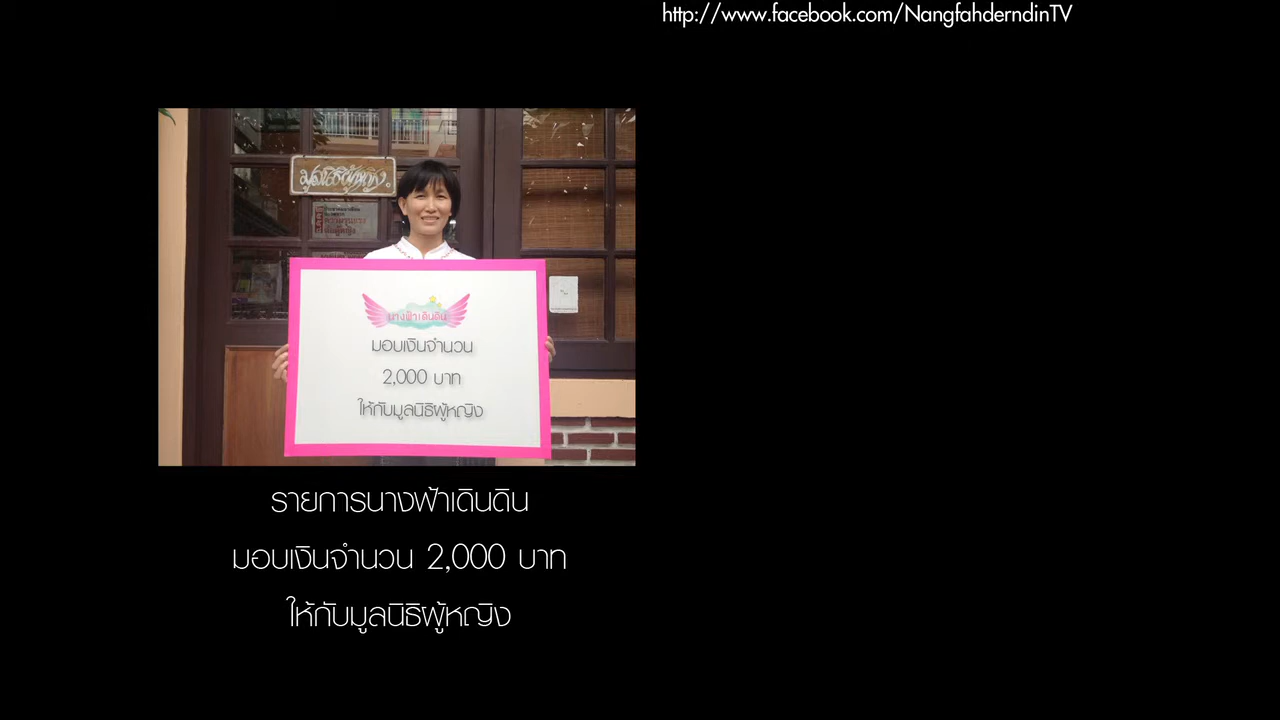 http://www.facebook.com/NangfahderndinTV
มูลนิธิผู้หญิง
นางฟ้าเดินดิน
มอบเงินจำนวน
2,000 บาท
ให้กับมูลนิธิผู้หญิง
รายการนางฟ้าเดินดิน
มอบเงินจำนวน 2,000 บาท
ให้กับมูลนิธิผู้หญิง